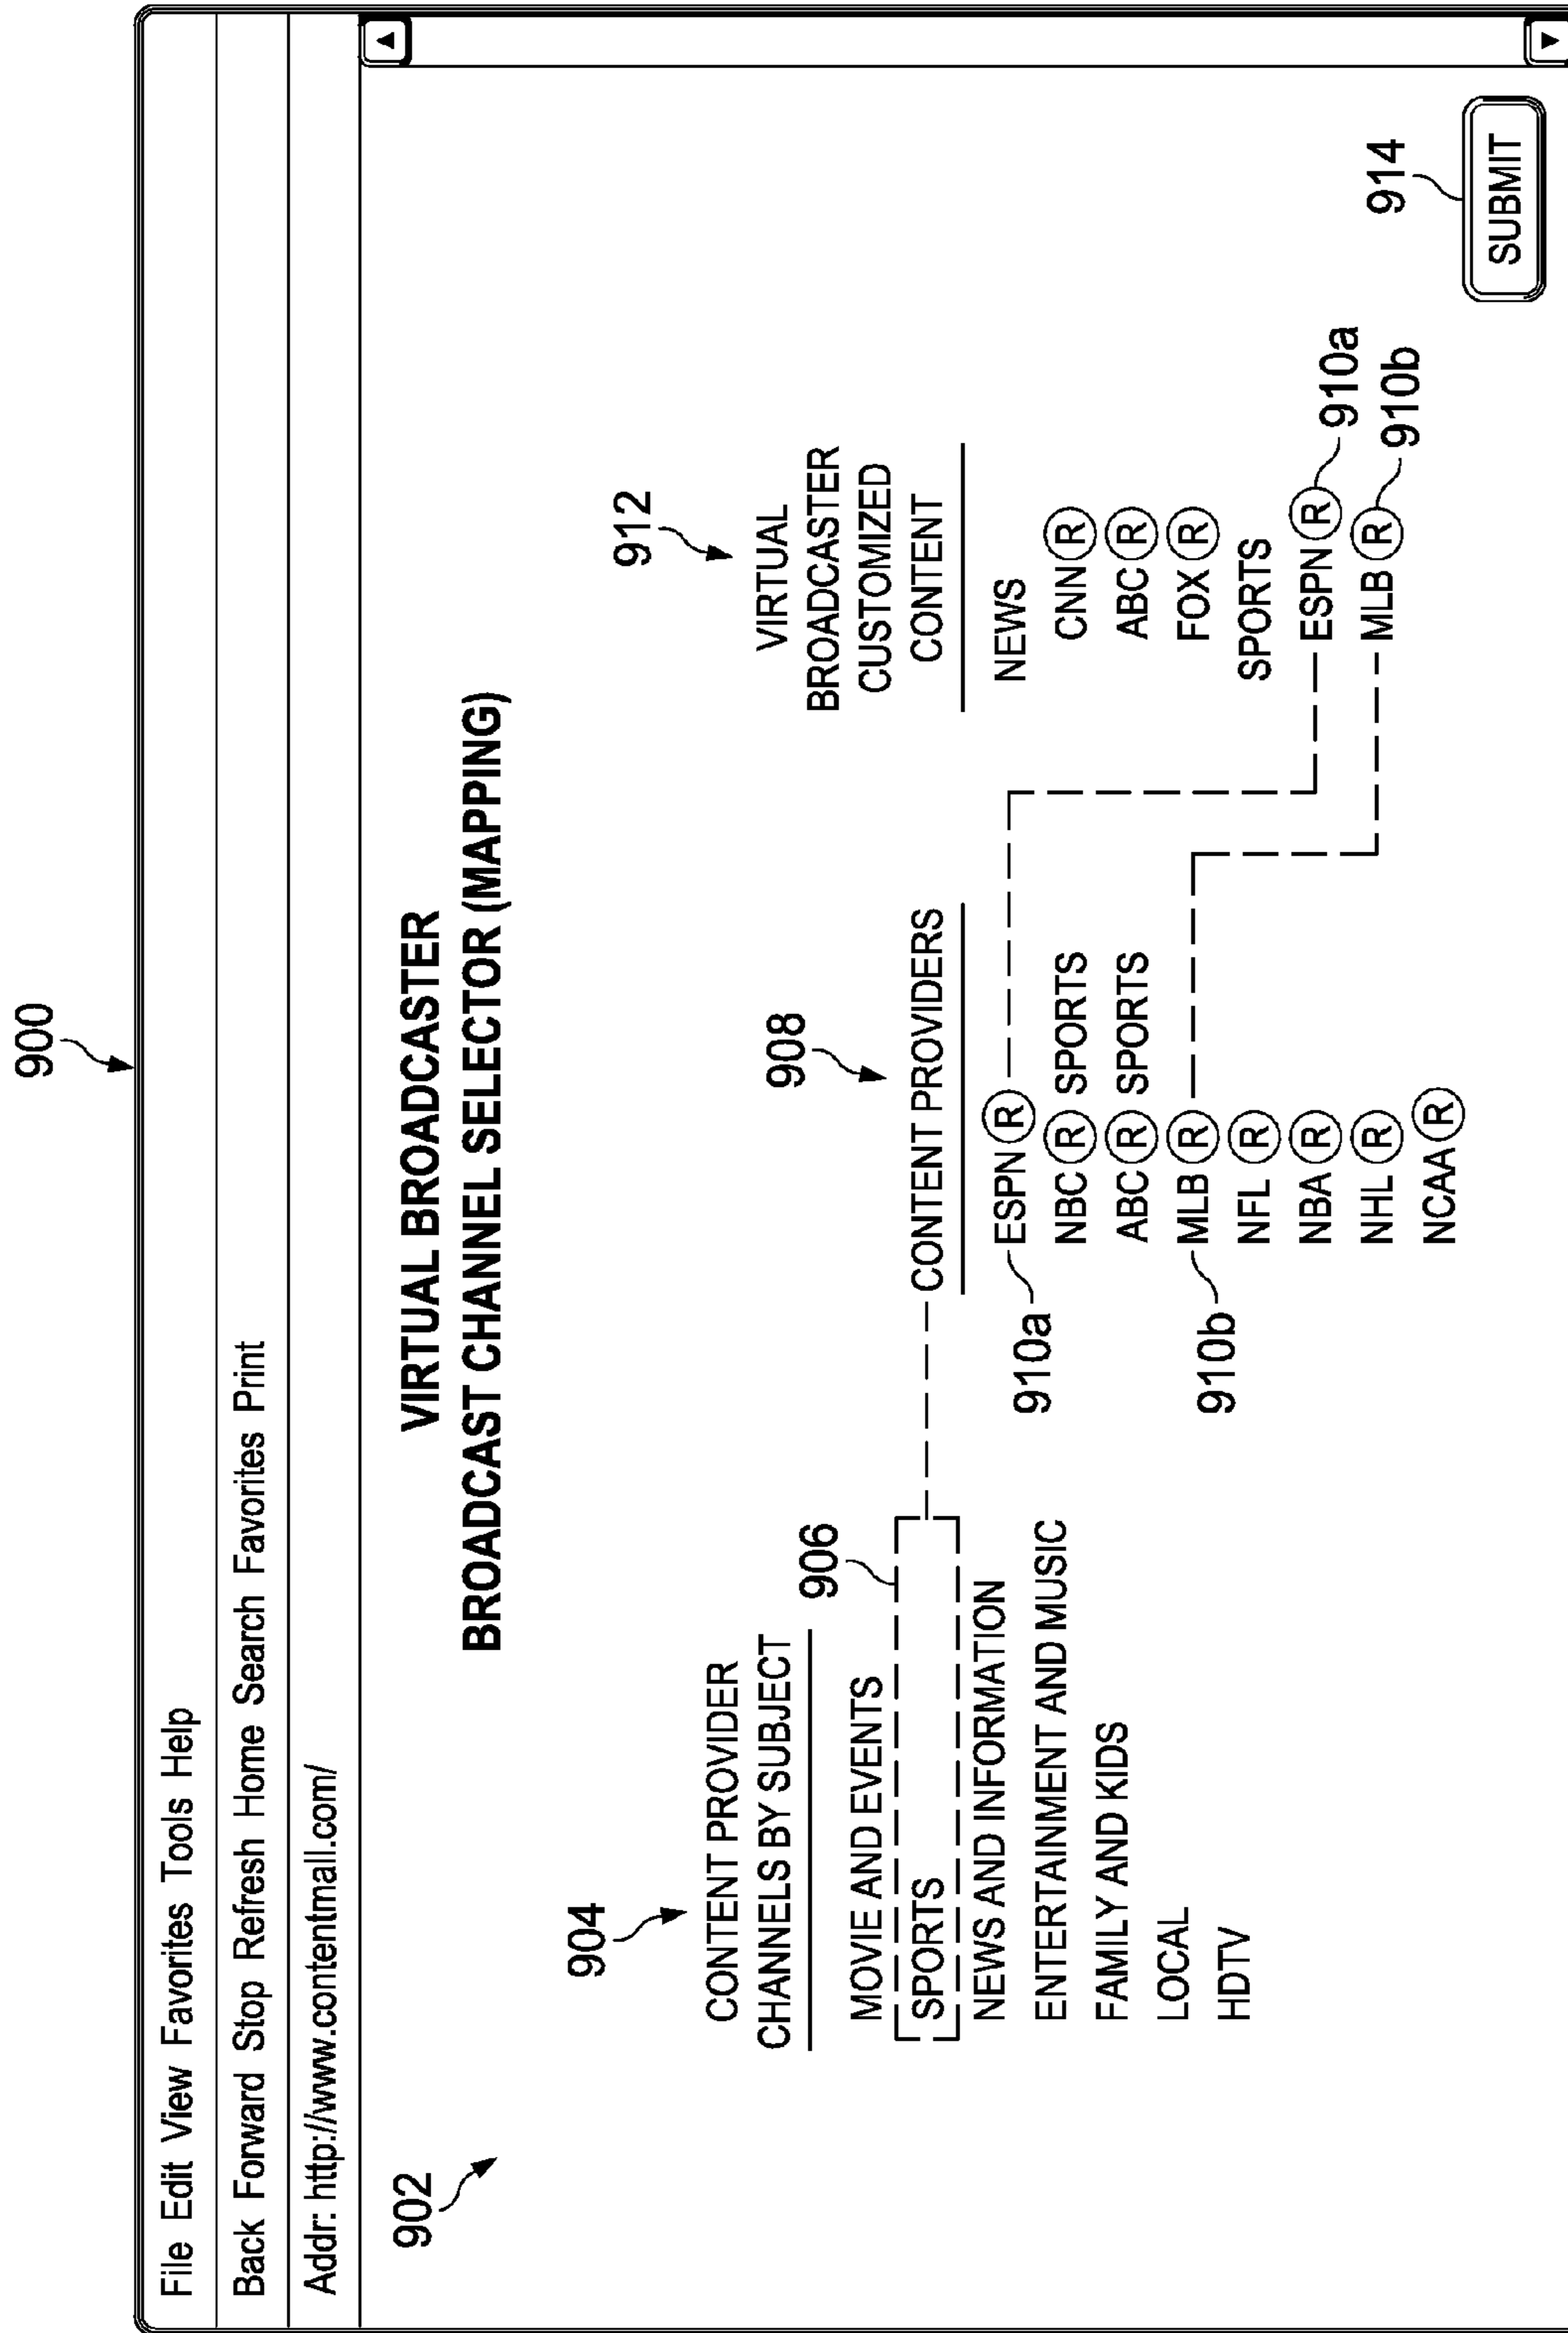 900
File Edit View Favorites Tools Help
Back Forward Stop Refresh Home Search Favorites Print
Addr: http://www.contentmall.com/
902
VIRTUAL BROADCASTER
BROADCAST CHANNEL SELECTOR (MAPPING)
904
CONTENT PROVIDER
CHANNELS BY SUBJECT
906
MOVIE AND EVENTS
SPORTS
NEWS AND INFORMATION
ENTERTAINMENT AND MUSIC
FAMILY AND KIDS
LOCAL
HDTV
908
CONTENT PROVIDERS
910a
ESPN®
NBC® SPORTS
ABC® SPORTS
910b
MLB®
NFL®
NBA®
NHL®
NCAA®
912
VIRTUAL
BROADCASTER
CUSTOMIZED
CONTENT
NEWS
CNN®
ABC®
FOX®
SPORTS
ESPN®
910a
MLB®
910b
914
SUBMIT